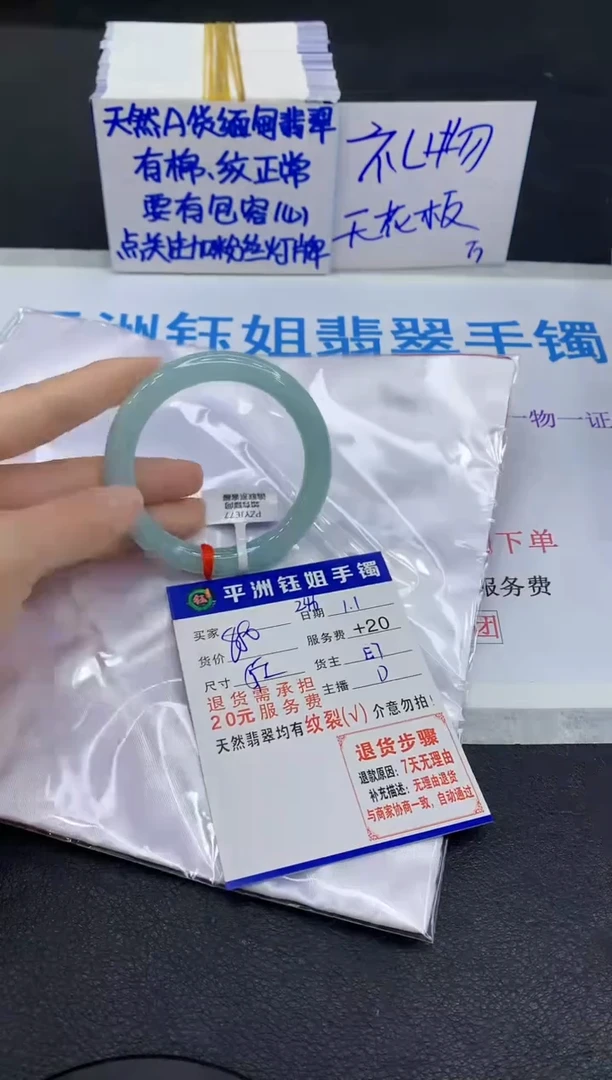 天然A货缅甸翡翠
有棉、纹正常
要有包容心
点关注加粉丝灯牌
礼物
天花板
平洲钰姐翡翠手镯
一物一证
下单
服务费
团
PZYJE77
平洲钰姐手镯
买家
日期 1.1
货价
服务费 +20
尺寸
货主 E7
退货需承担 主播 D
20元服务费
天然翡翠均有纹裂(√)介意勿拍!
退货步骤
退款原因:7天无理由
补充描述:无理由退货
与商家协商一致,自动通过